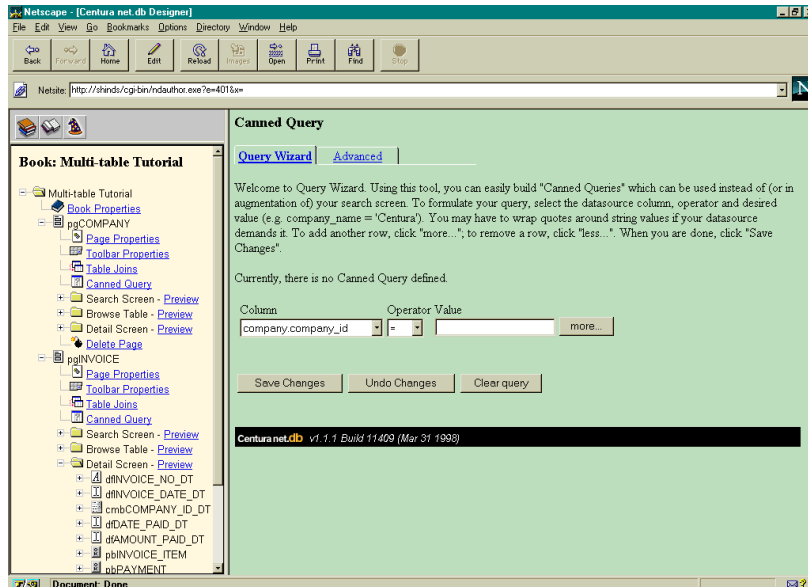 Netscape - [Centura net.db Designer]
File Edit View Go Bookmarks Options Directory Window Help
Back Forward Home Edit Reload Images Open Print Find Stop
Netsite: http://shinds/cgi-bin/ndauthor.exe?e=401&x=
N
Book: Multi-table Tutorial
Multi-table Tutorial
Book Properties
pgCOMPANY
Page Properties
Toolbar Properties
Table Joins
Canned Query
Search Screen - Preview
Browse Table - Preview
Detail Screen - Preview
Delete Page
pgINVOICE
Page Properties
Toolbar Properties
Table Joins
Canned Query
Search Screen - Preview
Browse Table - Preview
Detail Screen - Preview
dfINVOICE_NO_DT
dfINVOICE_DATE_DT
cmbCOMPANY_ID_DT
dfDATE_PAID_DT
dfAMOUNT_PAID_DT
pbINVOICE_ITEM
pbPAYMENT
Canned Query
Query Wizard Advanced
Welcome to Query Wizard. Using this tool, you can easily build "Canned Queries" which can be used instead of (or in
augmentation of) your search screen. To formulate your query, select the datasource column, operator and desired
value (e.g. company_name = 'Centura'). You may have to wrap quotes around string values if your datasource
demands it. To add another row, click "more..."; to remove a row, click "less...". When you are done, click "Save
Changes".
Currently, there is no Canned Query defined.
Column Operator Value
company.company_id = more...
Save Changes Undo Changes Clear query
Centura net.db v1.1.1 Build 11409 (Mar 31 1998)
Document: Done